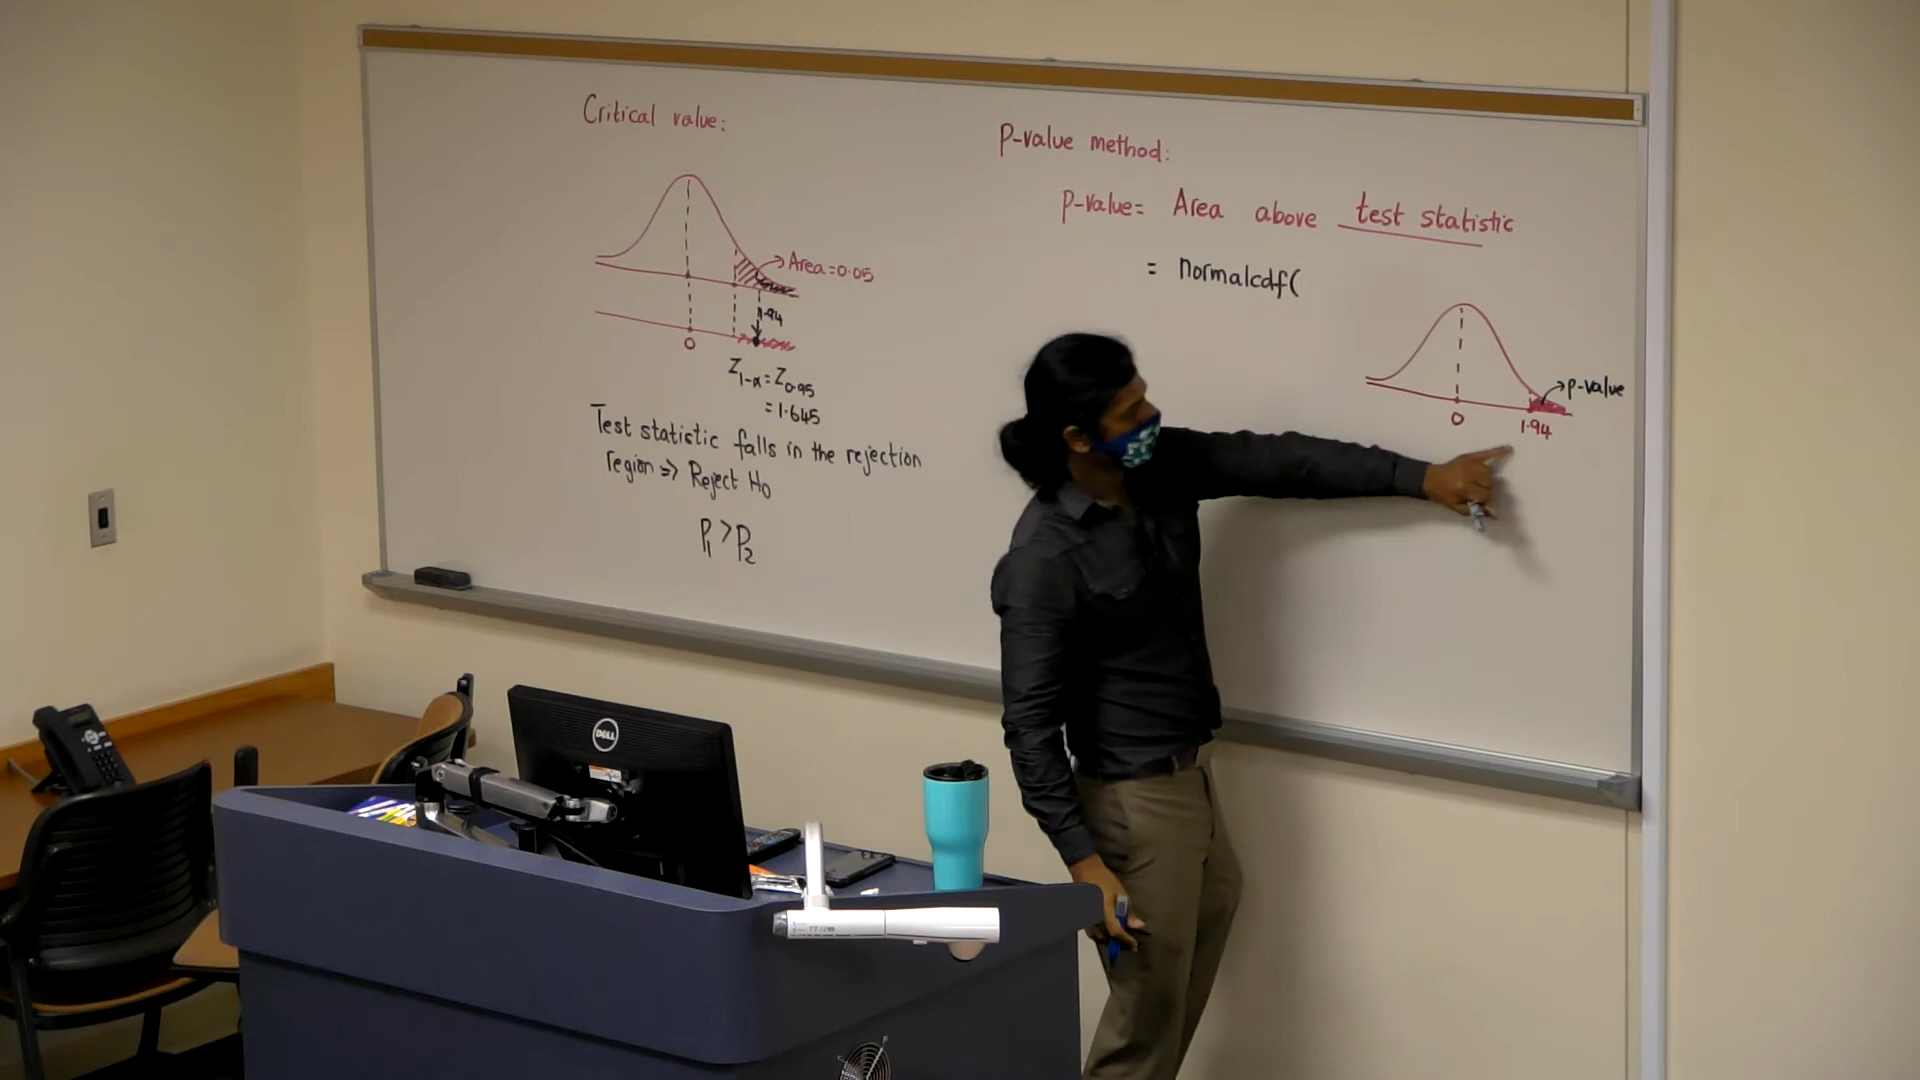 Critical value:
Area = 0.05
1.94
0
Z1-α = Z0.95
= 1.645
Test statistic falls in the rejection
region => Reject H0
P1 > P2
P-value method:
P-value = Area above test statistic
= normalcdf(
p-value
0
1.94
DELL